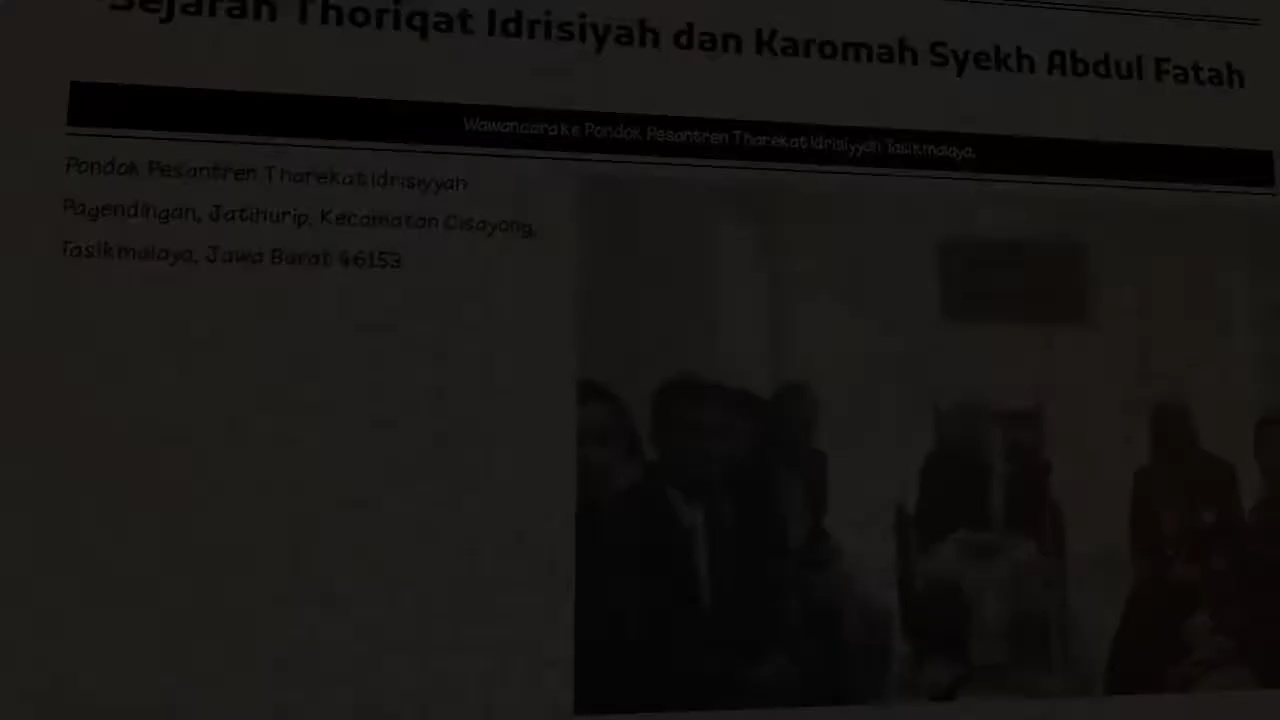 Sejarah Thoriqat Idrisiyah dan Karomah Syekh Abdul Fatah
Wawancara ke Pondok Pesantren Tharekat Idrisiyyah Tasikmalaya,
Pondok Pesantren Tharekat Idrisiyyah
Pagendingan, Jatihurip, Kecamatan Cisayong,
Tasikmalaya, Jawa Barat 46153